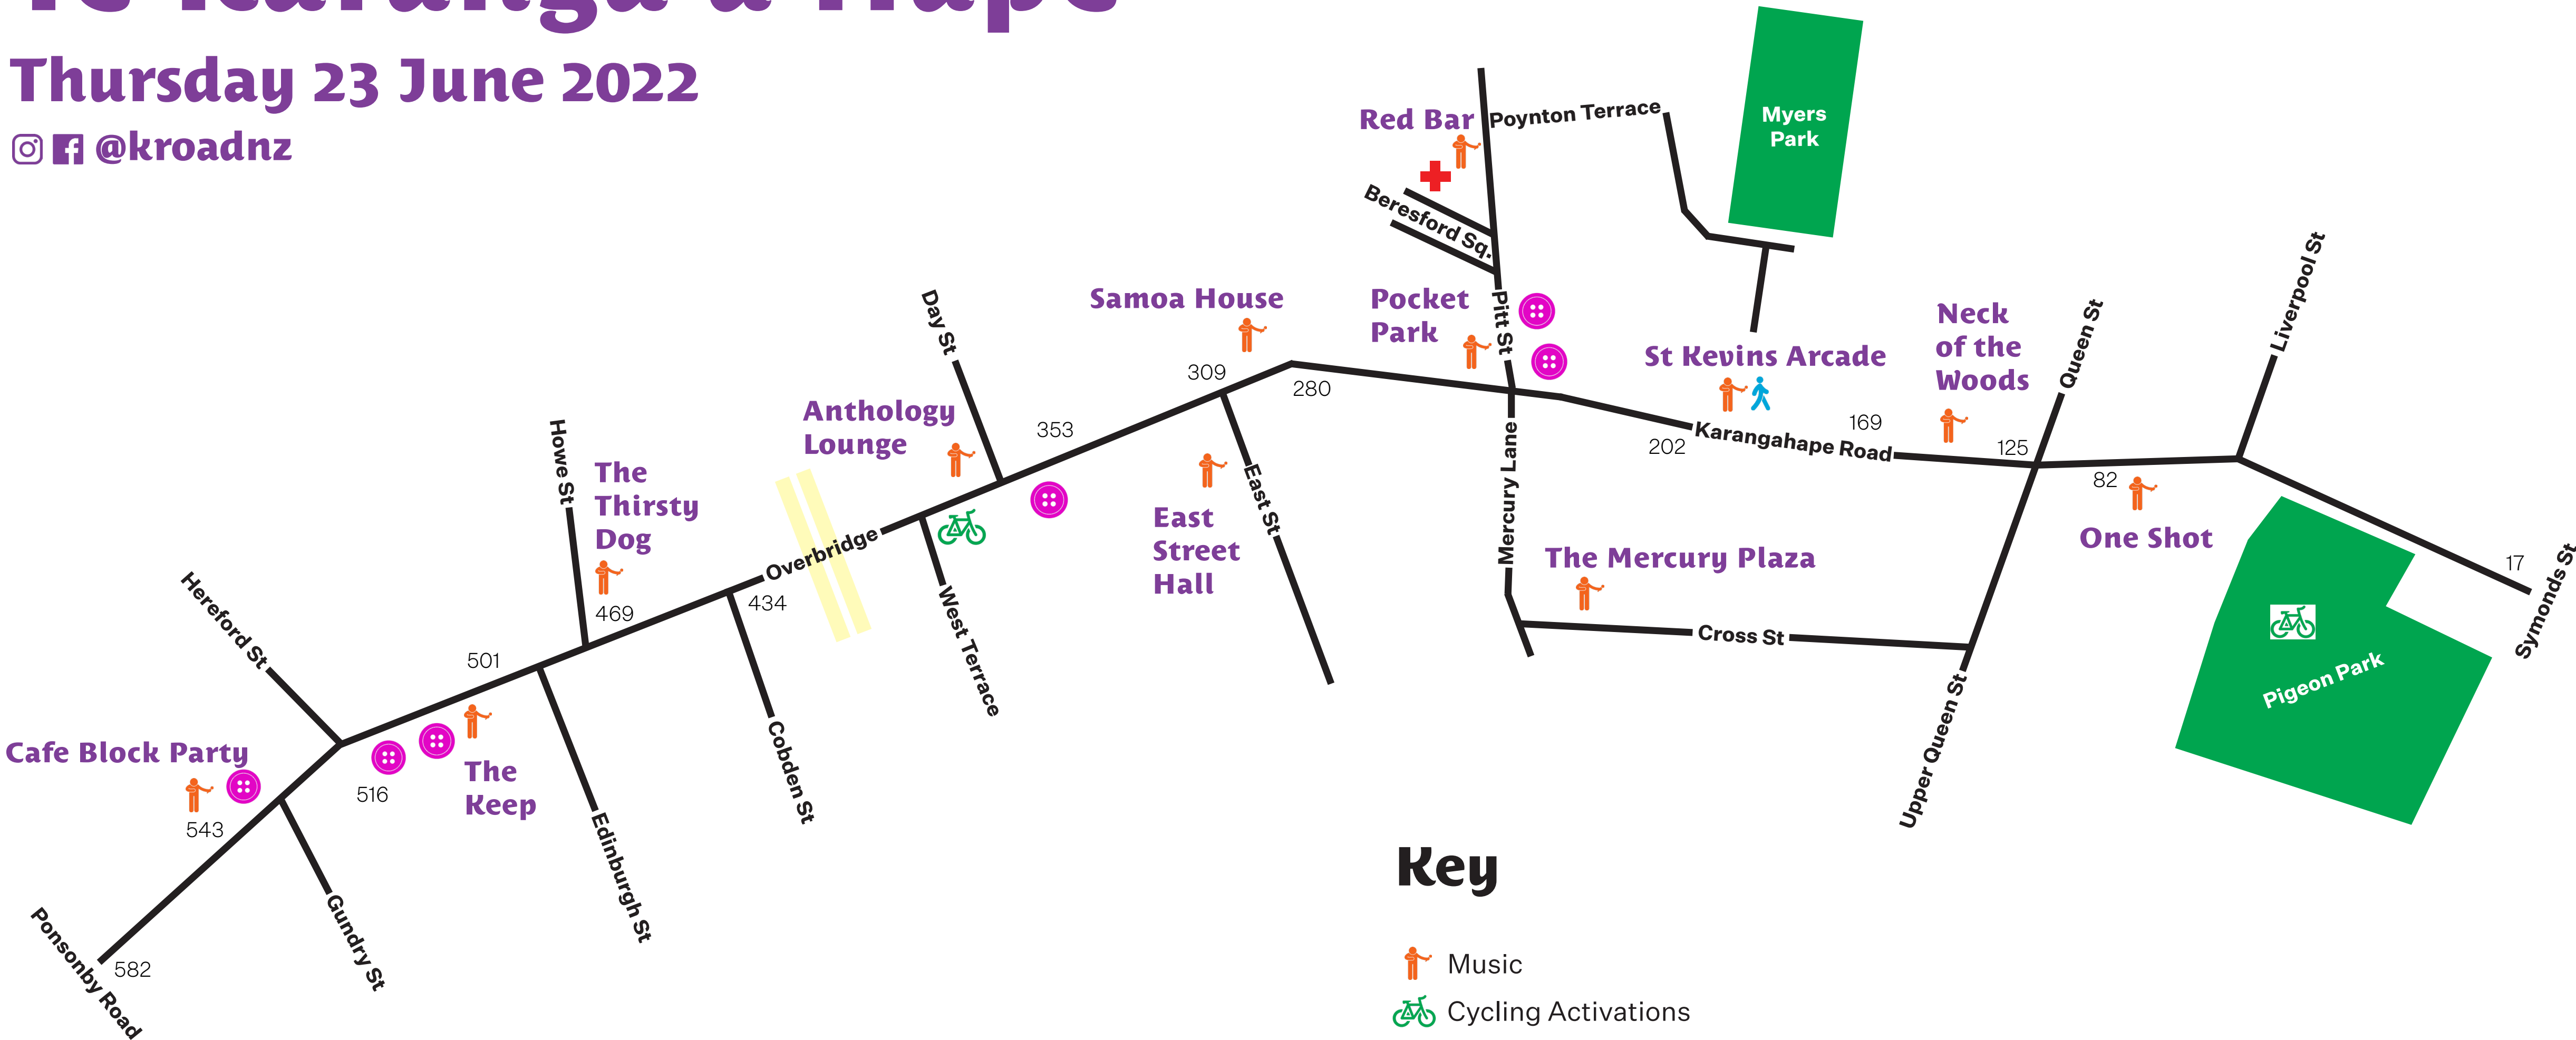 Thursday 23 June 2022
@kroadnz
Red Bar
Poynton Terrace
Myers
Park
Beresford Sq.
Pitt St
Samoa House
Pocket
Park
Day St
309
280
St Kevins Arcade
Neck
of the
Woods
Queen St
Liverpool St
Anthology
Lounge
353
169
202
Karangahape Road
125
82
One Shot
Howe St
The
Thirsty
Dog
469
Overbridge
434
East
Street
Hall
East St
Mercury Lane
The Mercury Plaza
Cross St
17
Symonds St
Pigeon Park
Upper Queen St
West Terrace
Cobden St
Hereford St
501
Cafe Block Party
543
516
The
Keep
Edinburgh St
Gundry St
Ponsonby Road
582
Key
Music
Cycling Activations